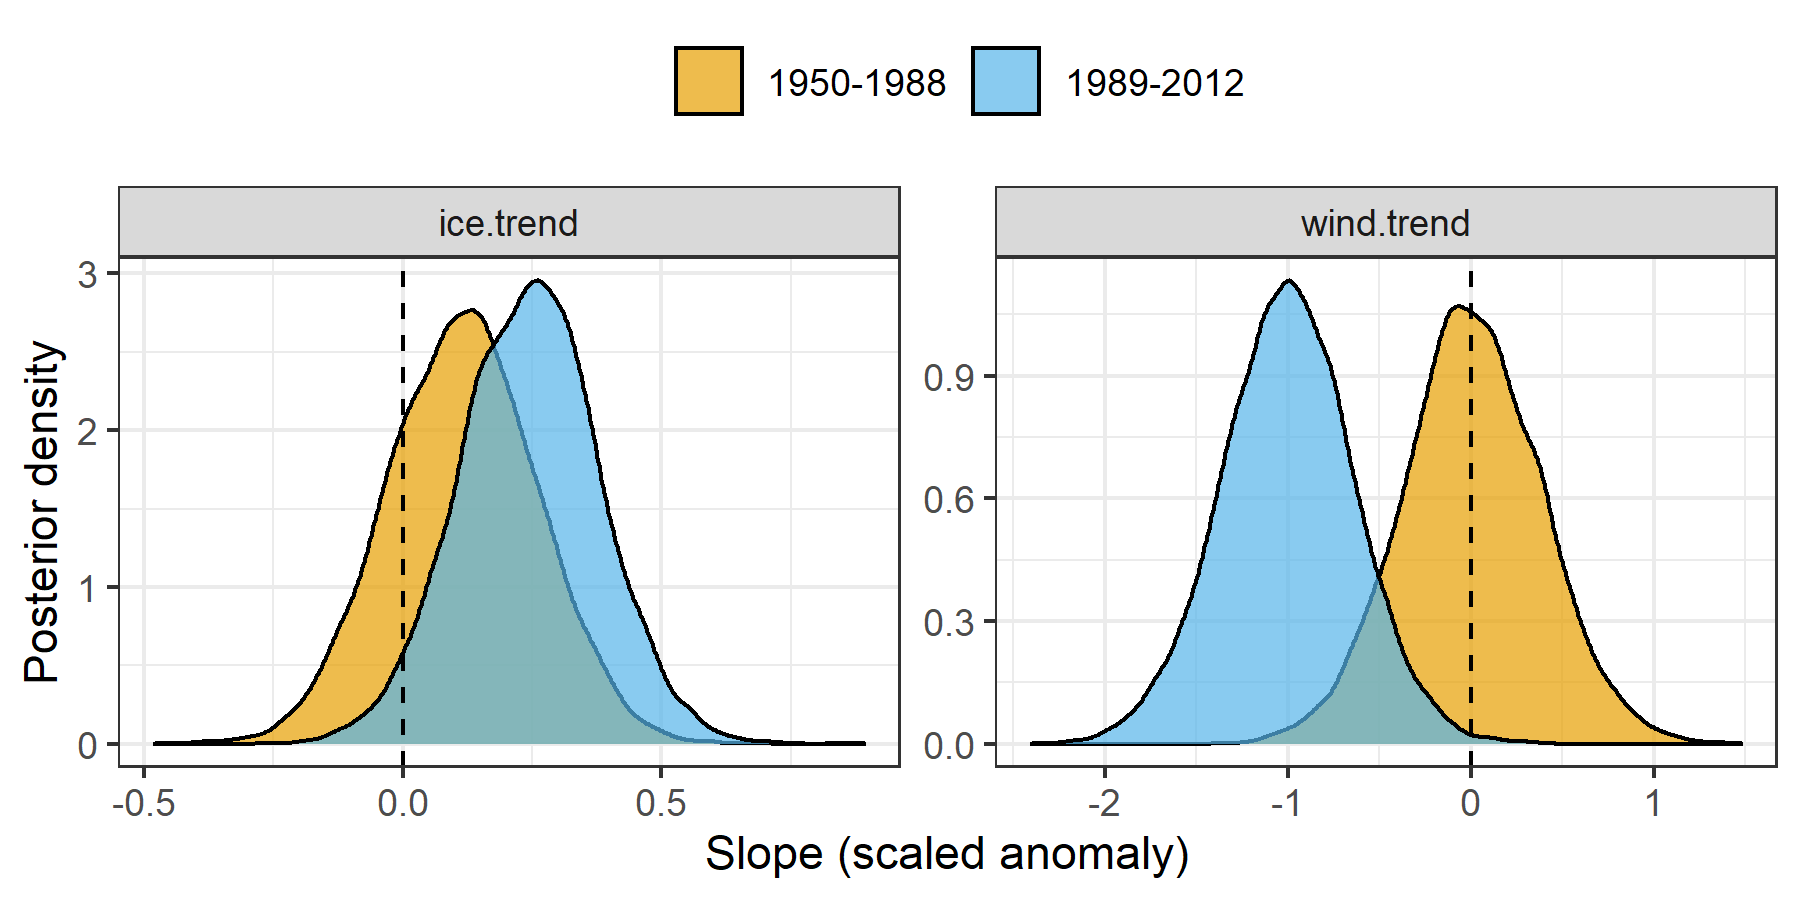 1950-1988 1989-2012
ice.trend wind.trend
Posterior density
3
2
1
0
0.9
0.6
0.3
0.0
-0.5 0.0 0.5 -2 -1 0 1
Slope (scaled anomaly)